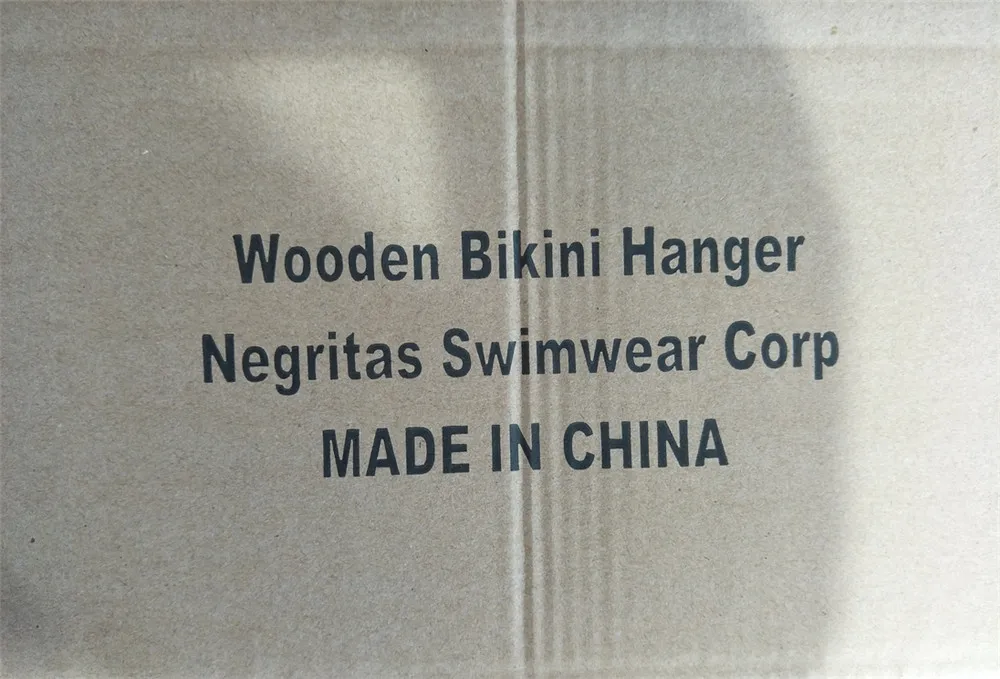 Wooden Bikini Hanger
Negritas Swimwear Corp
MADE IN CHINA